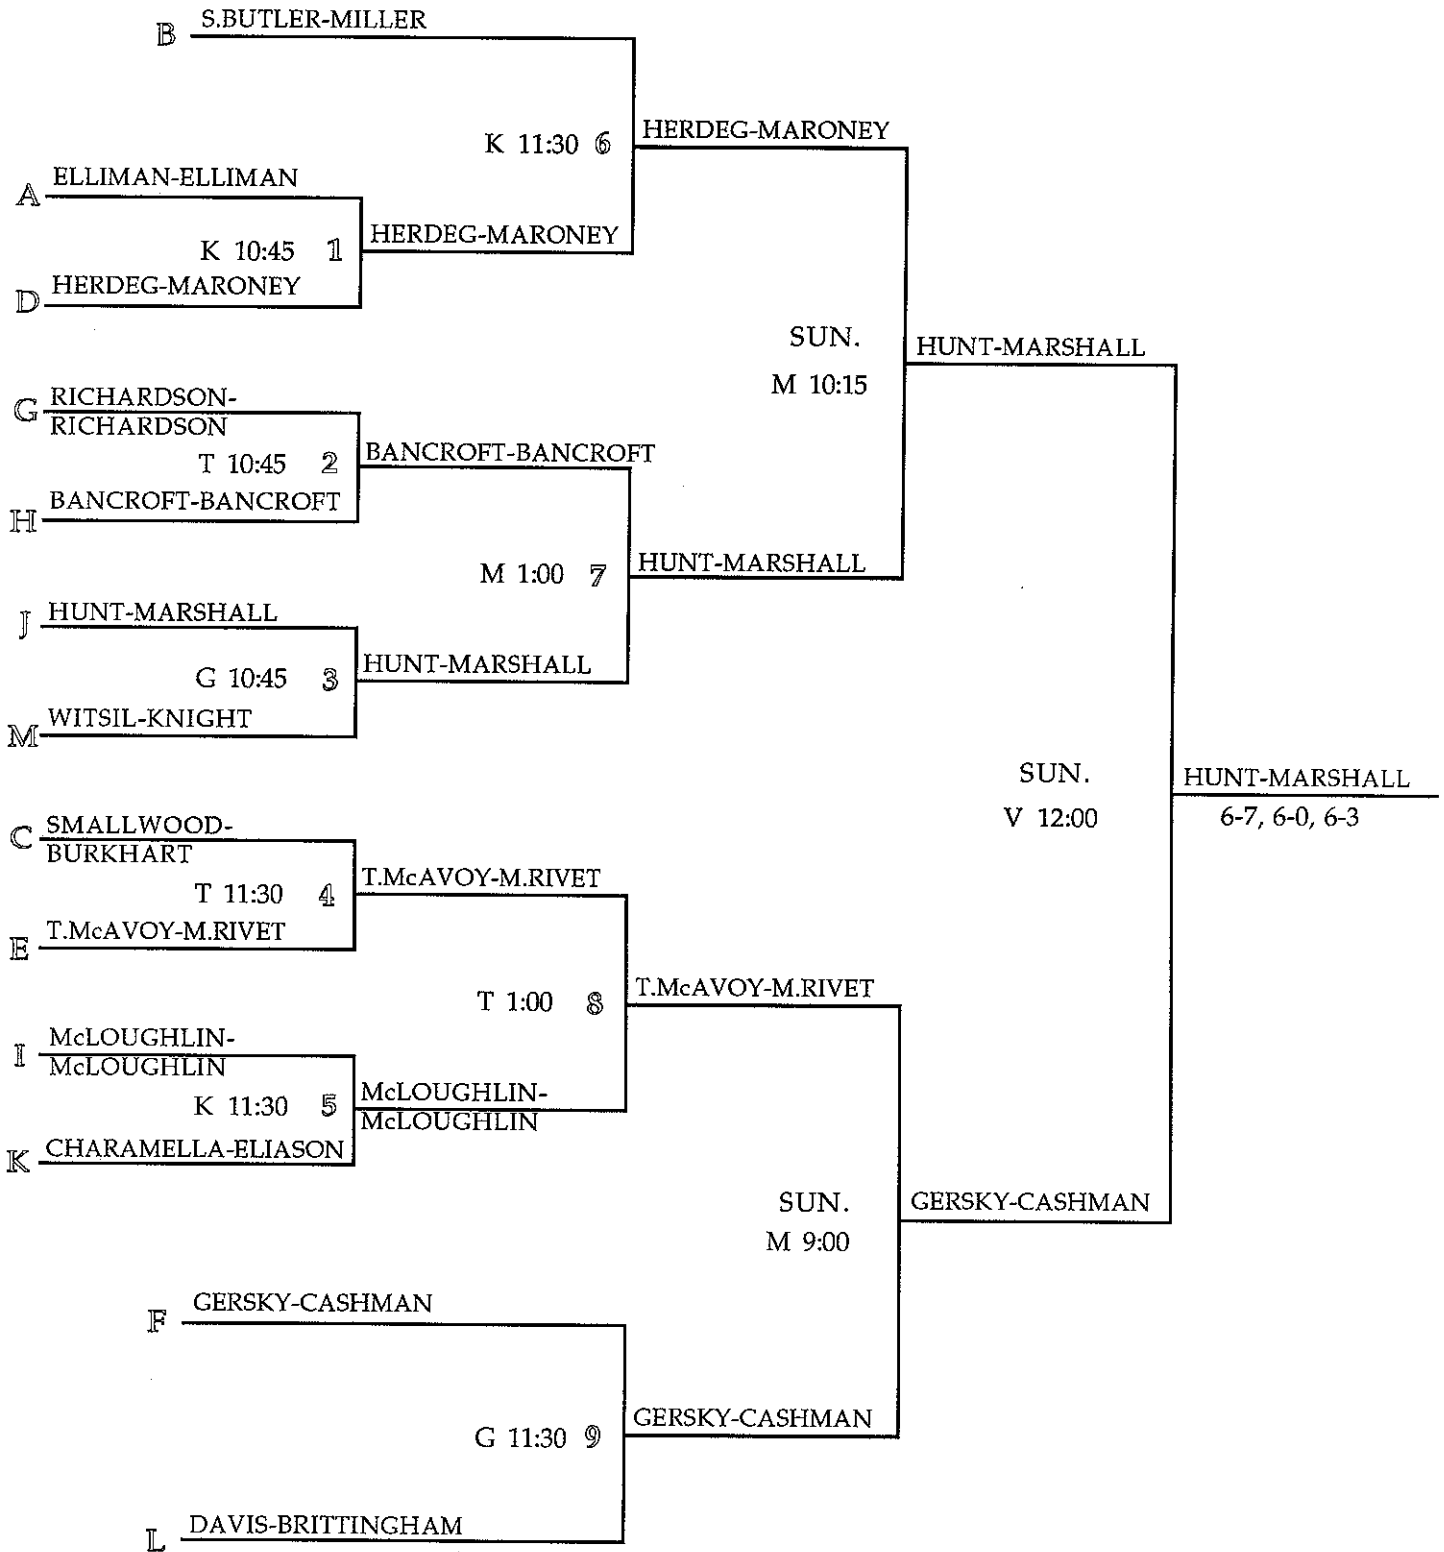 S.BUTLER-MILLER
B
K 11:30 6
HERDEG-MARONEY
ELLIMAN-ELLIMAN
A
K 10:45 1
HERDEG-MARONEY
HERDEG-MARONEY
D
SUN.
M 10:15
HUNT-MARSHALL
G
RICHARDSON-
RICHARDSON
T 10:45 2
BANCROFT-BANCROFT
BANCROFT-BANCROFT
H
M 1:00 7
HUNT-MARSHALL
J
HUNT-MARSHALL
G 10:45 3
HUNT-MARSHALL
WITSIL-KNIGHT
M
SUN.
V 12:00
HUNT-MARSHALL
6-7, 6-0, 6-3
C
SMALLWOOD-
BURKHART
T 11:30 4
T.McAVOY-M.RIVET
T.McAVOY-M.RIVET
E
T 1:00 8
T.McAVOY-M.RIVET
I
McLOUGHLIN-
McLOUGHLIN
K 11:30 5
McLOUGHLIN-
McLOUGHLIN
CHARAMELLA-ELIASON
K
SUN.
M 9:00
GERSKY-CASHMAN
GERSKY-CASHMAN
F
G 11:30 9
GERSKY-CASHMAN
DAVIS-BRITTINGHAM
L